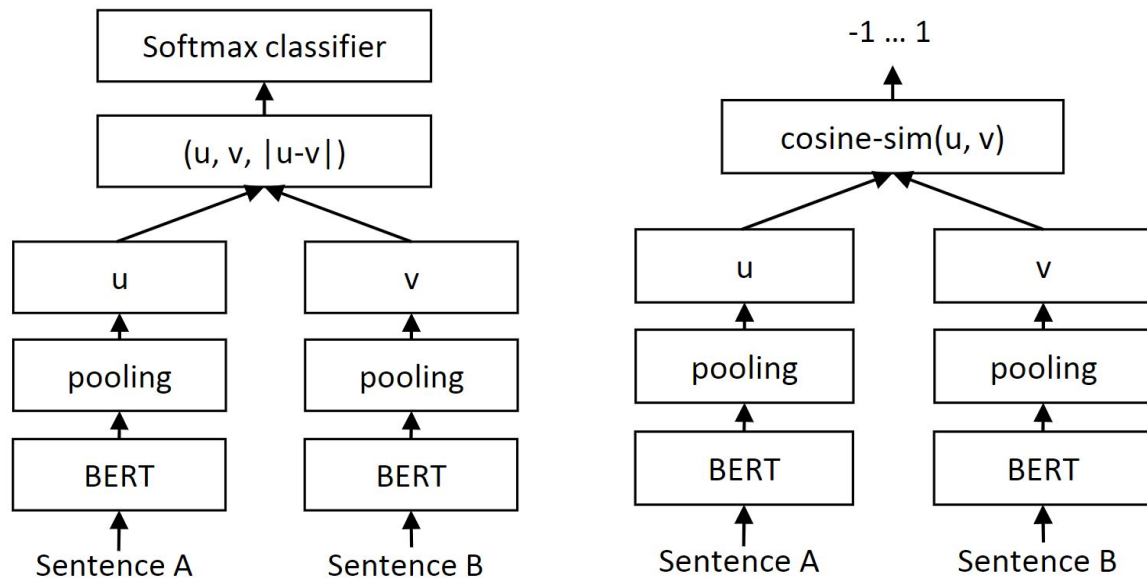 Softmax classifier
(u, v, |u-v|)
u
v
pooling
pooling
BERT
BERT
Sentence A
Sentence B
-1 … 1
cosine-sim(u, v)
u
v
pooling
pooling
BERT
BERT
Sentence A
Sentence B